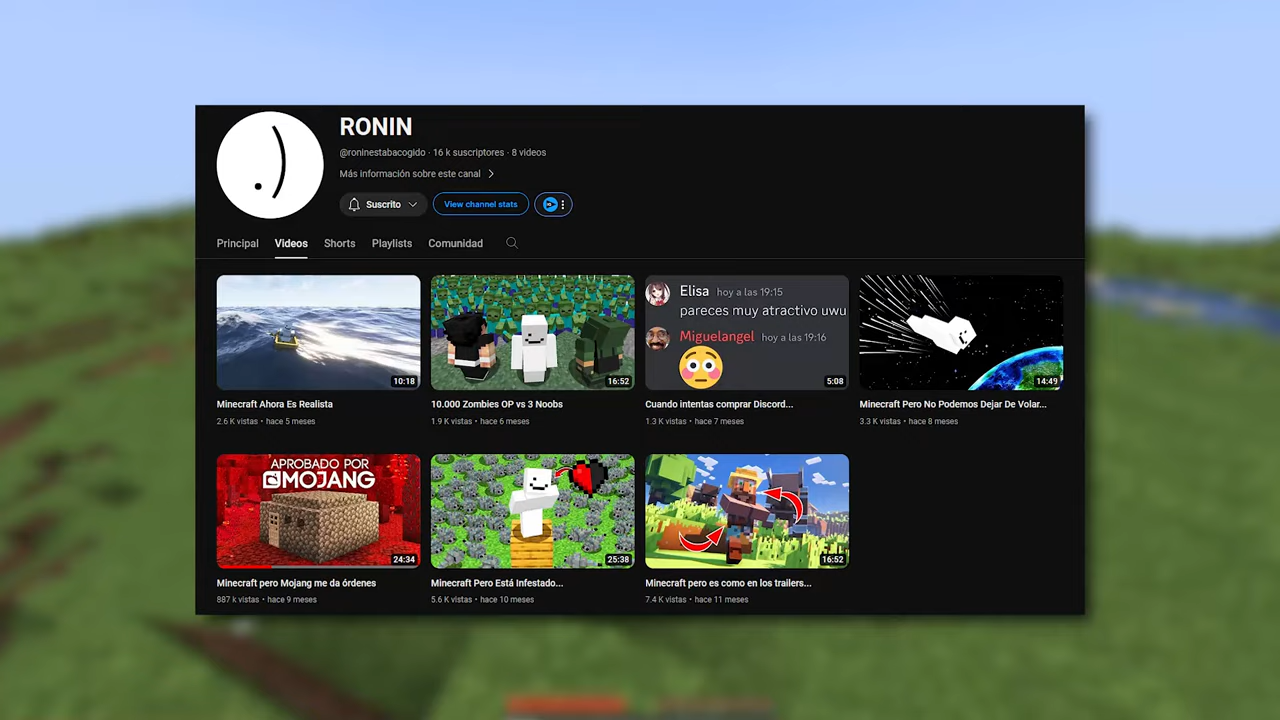 RONIN
@roninestabacogido · 16 k suscriptores · 8 videos
Más información sobre este canal
Suscrito
View channel stats
Principal
Videos
Shorts
Playlists
Comunidad
10:18
16:52
Elisa hoy a las 19:15
pareces muy atractivo uwu
Miguelangel hoy a las 19:16
5:08
14:49
Minecraft Ahora Es Realista
2.6 K vistas • hace 5 meses
10.000 Zombies OP vs 3 Noobs
1.9 K vistas • hace 6 meses
Cuando intentas comprar Discord...
1.3 K vistas • hace 7 meses
Minecraft Pero No Podemos Dejar De Volar...
3.3 K vistas • hace 8 meses
APROBADO POR
MOJANG
24:34
25:38
16:52
Minecraft pero Mojang me da órdenes
887 k vistas • hace 9 meses
Minecraft Pero Está Infestado...
5.6 K vistas • hace 10 meses
Minecraft pero es como en los trailers...
7.4 K vistas • hace 11 meses